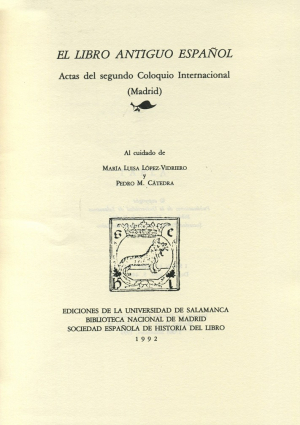 EL LIBRO ANTIGUO ESPAÑOL
Actas del segundo Coloquio Internacional
(Madrid)
Al cuidado de
MARÍA LUISA LÓPEZ-VIDRIERO
y
PEDRO M. CÁTEDRA
EDICIONES DE LA UNIVERSIDAD DE SALAMANCA
BIBLIOTECA NACIONAL DE MADRID
SOCIEDAD ESPAÑOLA DE HISTORIA DEL LIBRO
1992